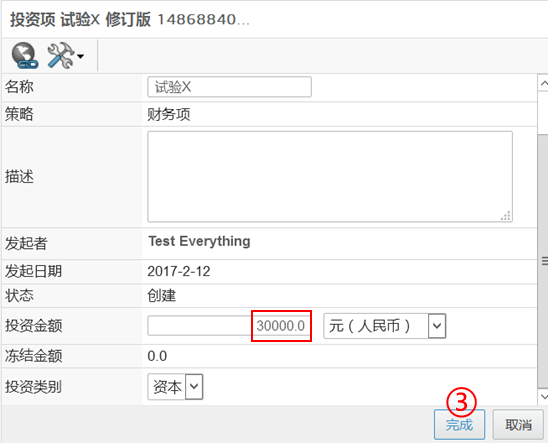 投资项 试验X 修订版 14868840...
名称 试验X
策略 财务项
描述
发起者 Test Everything
发起日期 2017-2-12
状态 创建
投资金额 30000.0 元（人民币）
冻结金额 0.0
投资类别 资本
③
完成 取消